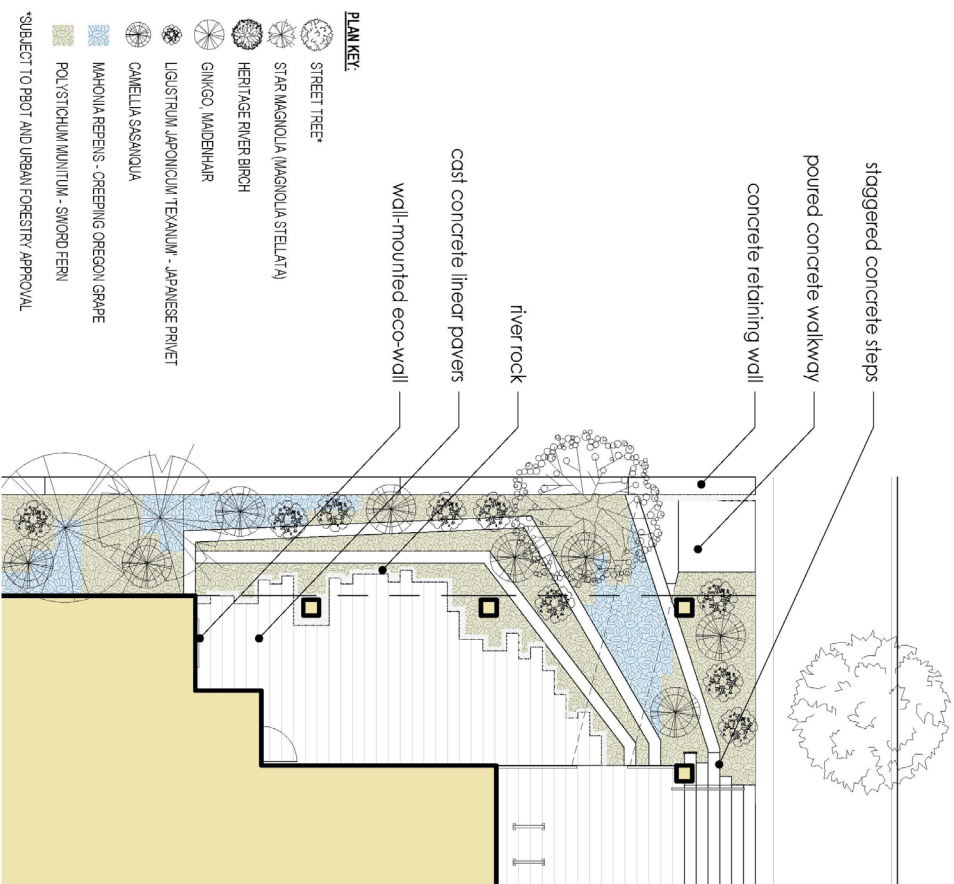 PLAN KEY:
STREET TREE*
STAR MAGNOLIA (MAGNOLIA STELLATA)
HERITAGE RIVER BIRCH
GINKGO, MAIDENHAIR
LIGUSTRUM JAPONICUM 'TEXANUM' - JAPANESE PRIVET
CAMELLIA SASANQUA
MAHONIA REPENS - CREEPING OREGON GRAPE
POLYSTICHUM MUNITUM - SWORD FERN
*SUBJECT TO PBOT AND URBAN FORESTRY APPROVAL
staggered concrete steps
poured concrete walkway
concrete retaining wall
river rock
cast concrete linear pavers
wall-mounted eco-wall